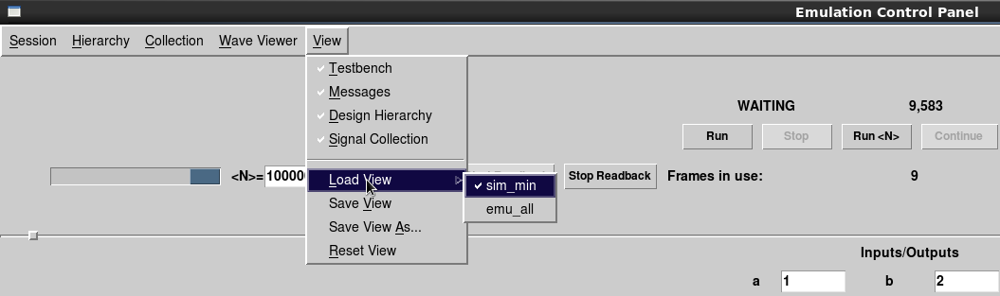 Emulation Control Panel
Session Hierarchy Collection Wave Viewer View
Testbench
Messages
Design Hierarchy
Signal Collection
WAITING 9,583
Run Stop Run <N> Continue
<N>= 10000 Load View sim_min Stop Readback Frames in use: 9
emu_all
Save View
Save View As...
Reset View
Inputs/Outputs
a 1 b 2